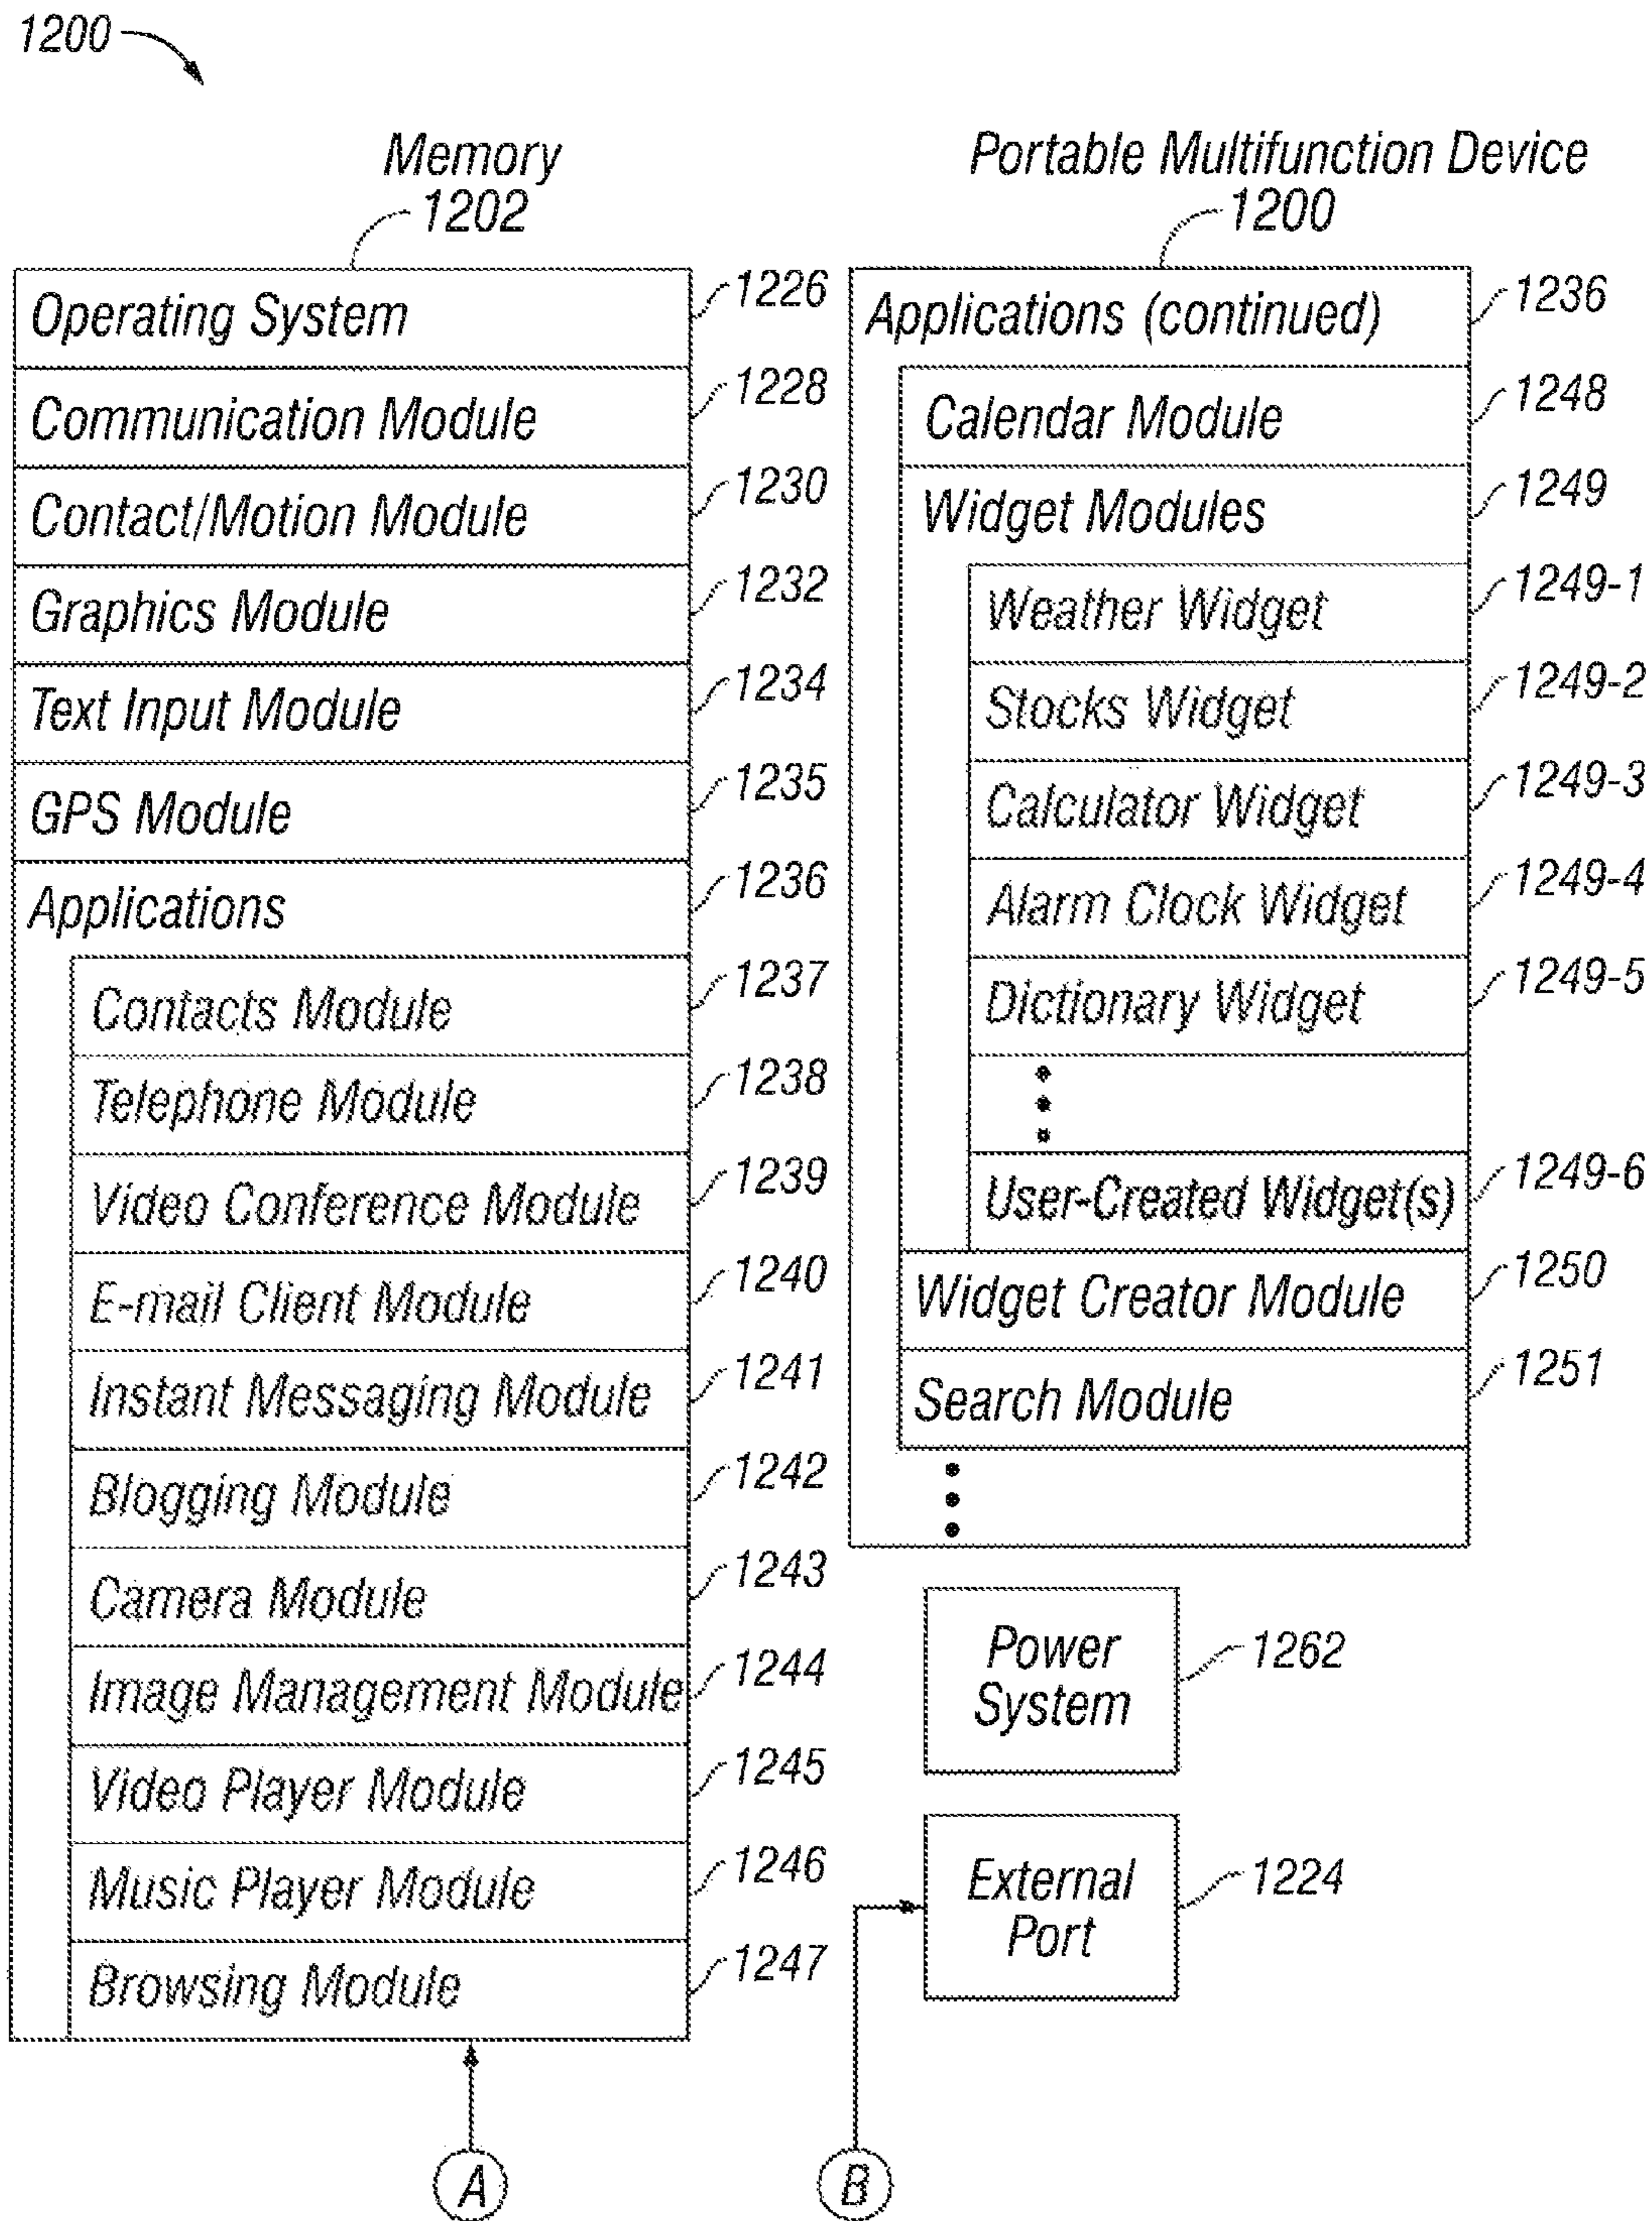 1200
Memory
1202
Operating System 1226
Communication Module 1228
Contact/Motion Module 1230
Graphics Module 1232
Text Input Module 1234
GPS Module 1235
Applications 1236
Contacts Module 1237
Telephone Module 1238
Video Conference Module 1239
E-mail Client Module 1240
Instant Messaging Module 1241
Blogging Module 1242
Camera Module 1243
Image Management Module 1244
Video Player Module 1245
Music Player Module 1246
Browsing Module 1247
A
Portable Multifunction Device
1200
Applications (continued) 1236
Calendar Module 1248
Widget Modules 1249
Weather Widget 1249-1
Stocks Widget 1249-2
Calculator Widget 1249-3
Alarm Clock Widget 1249-4
Dictionary Widget 1249-5
User-Created Widget(s) 1249-6
Widget Creator Module 1250
Search Module 1251
Power
System
1262
External
Port
1224
B